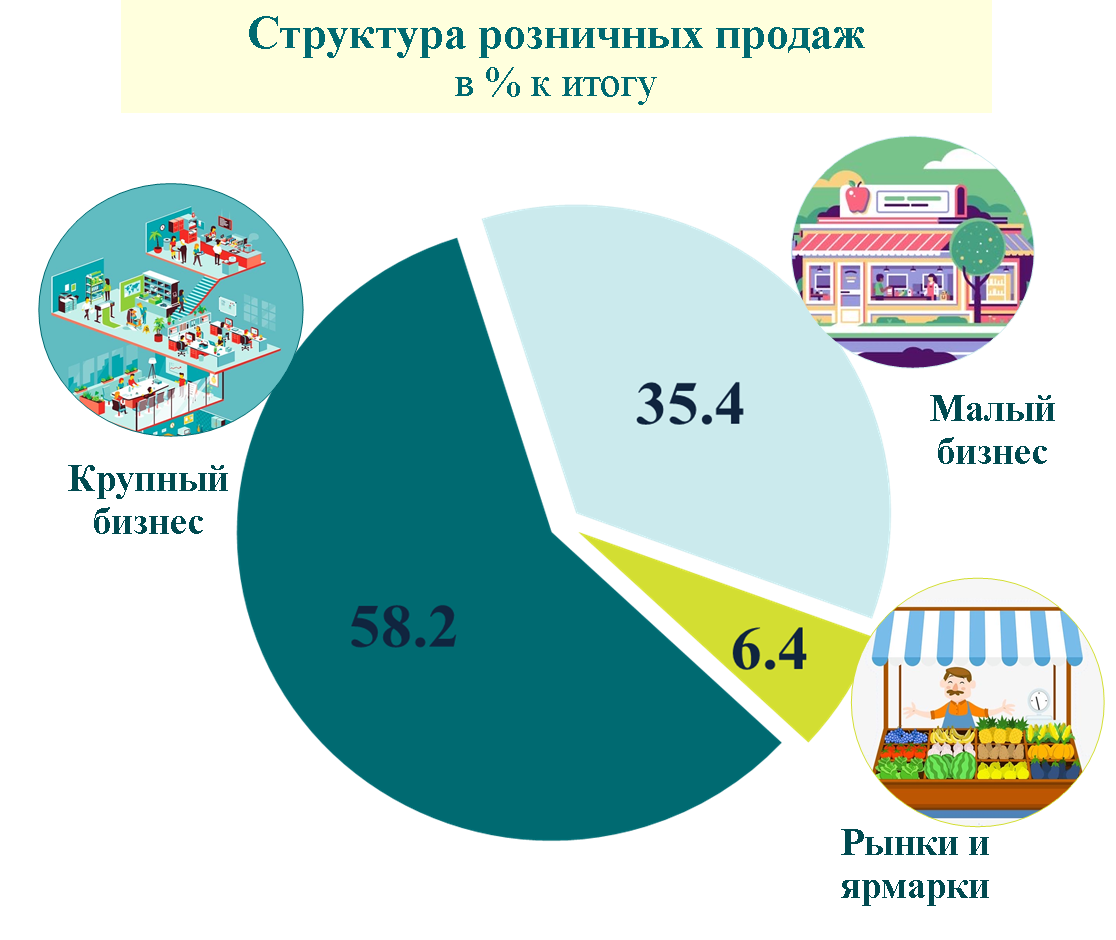 Структура розничных продаж
в % к итогу
35.4
Малый
бизнес
Крупный
бизнес
58.2
6.4
Рынки и
ярмарки